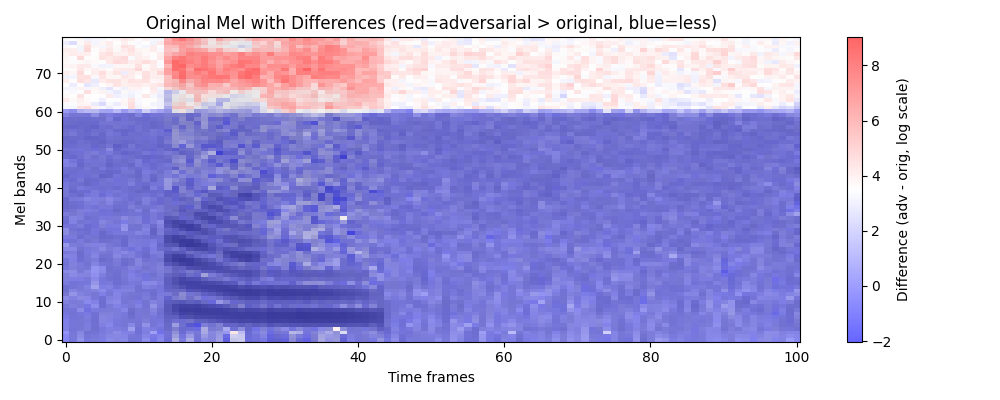 Original Mel with Differences (red=adversarial > original, blue=less)
70
60
50
40
30
20
10
0
Mel bands
0 20 40 60 80 100
Time frames
8
6
4
2
0
−2
Difference (adv - orig, log scale)